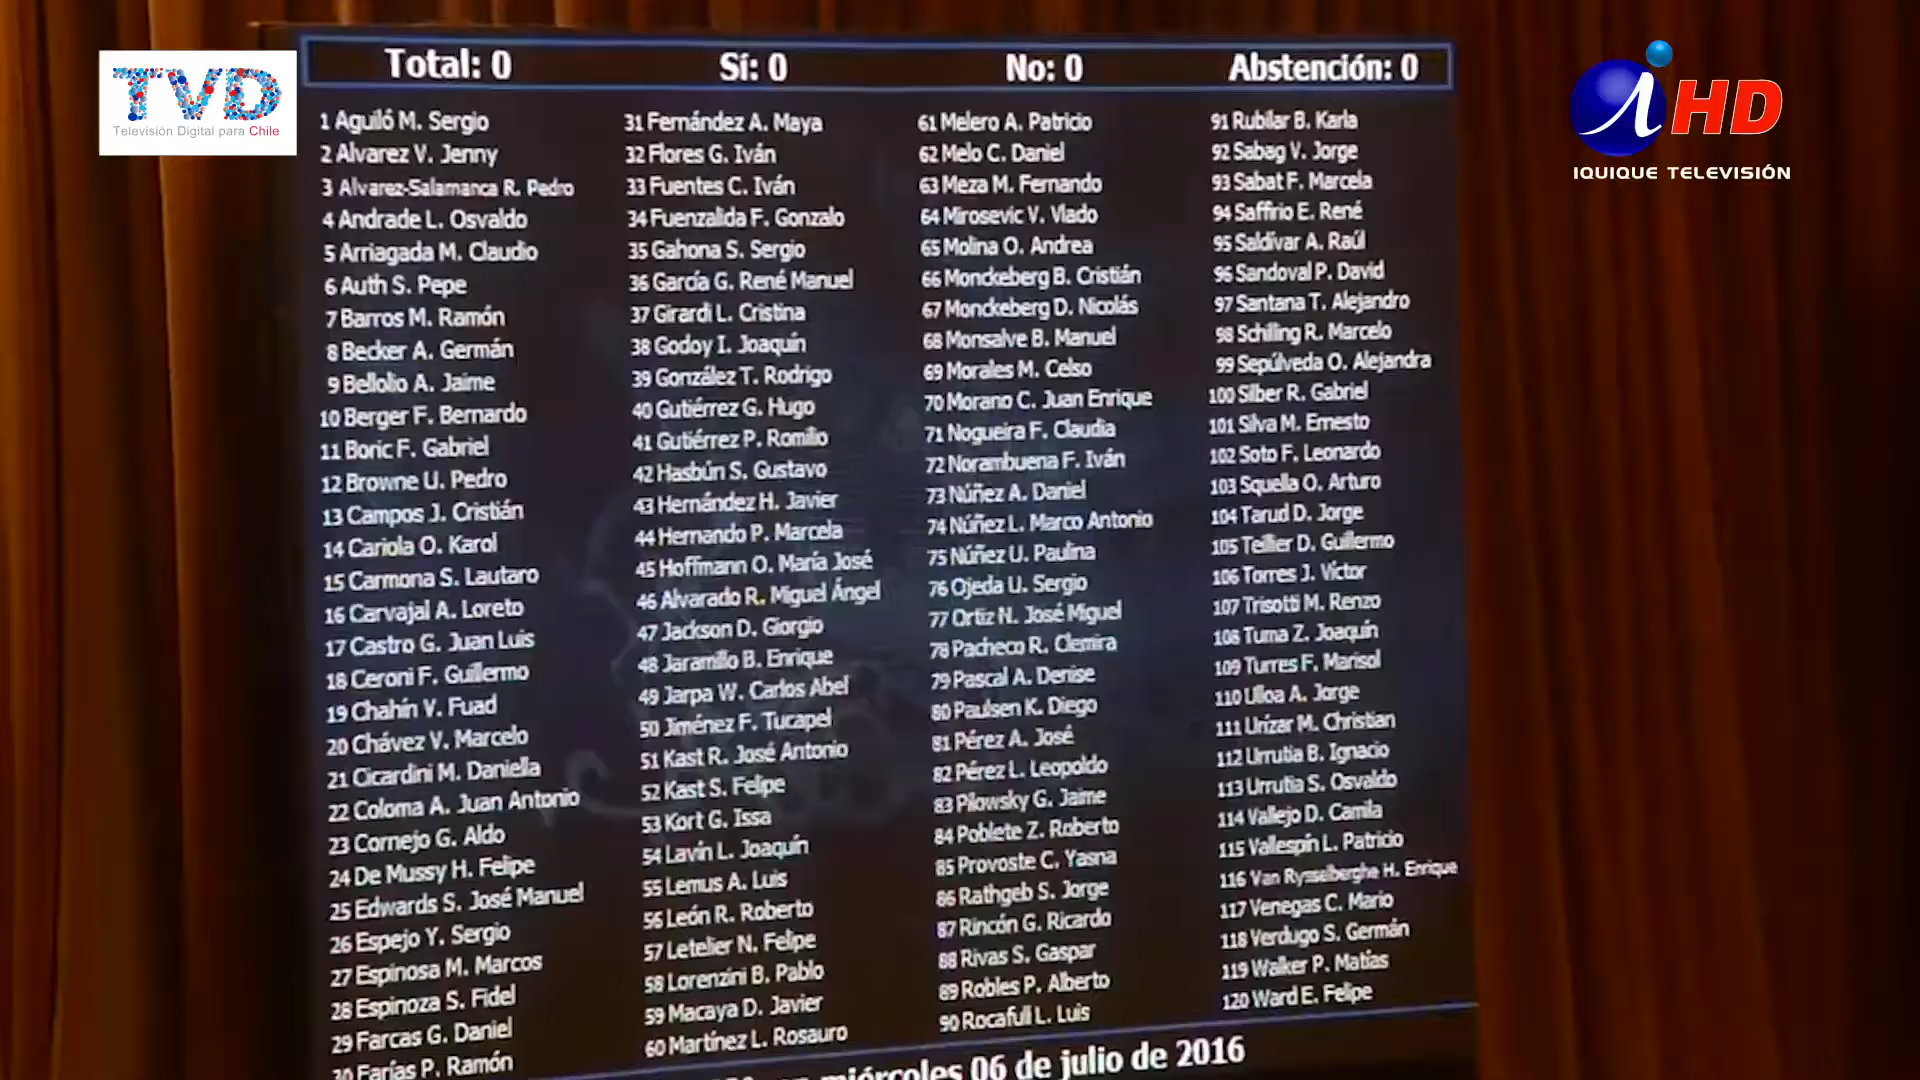 TVD
Televisión Digital para Chile
HD
IQUIQUE TELEVISIÓN
Total: 0 Sí: 0 No: 0 Abstención: 0
1 Aguiló M. Sergio
2 Alvarez V. Jenny
3 Alvarez-Salamanca R. Pedro
4 Andrade L. Osvaldo
5 Arriagada M. Claudio
6 Auth S. Pepe
7 Barros M. Ramón
8 Becker A. Germán
9 Bellolio A. Jaime
10 Berger F. Bernardo
11 Boric F. Gabriel
12 Browne U. Pedro
13 Campos J. Cristián
14 Cariola O. Karol
15 Carmona S. Lautaro
16 Carvajal A. Loreto
17 Castro G. Juan Luis
18 Ceroni F. Guillermo
19 Chahín V. Fuad
20 Chávez V. Marcelo
21 Cicardini M. Daniella
22 Coloma A. Juan Antonio
23 Cornejo G. Aldo
24 De Mussy H. Felipe
25 Edwards S. José Manuel
26 Espejo Y. Sergio
27 Espinosa M. Marcos
28 Espinoza S. Fidel
29 Farcas G. Daniel
30 Farías P. Ramón
31 Fernández A. Maya
32 Flores G. Iván
33 Fuentes C. Iván
34 Fuenzalida F. Gonzalo
35 Gahona S. Sergio
36 García G. René Manuel
37 Girardi L. Cristina
38 Godoy I. Joaquín
39 González T. Rodrigo
40 Gutiérrez G. Hugo
41 Gutiérrez P. Romilio
42 Hasbún S. Gustavo
43 Hernández H. Javier
44 Hernando P. Marcela
45 Hoffmann O. María José
46 Alvarado R. Miguel Ángel
47 Jackson D. Giorgio
48 Jaramillo B. Enrique
49 Jarpa W. Carlos Abel
50 Jiménez F. Tucapel
51 Kast R. José Antonio
52 Kast S. Felipe
53 Kort G. Issa
54 Lavín L. Joaquín
55 Lemus A. Luis
56 León R. Roberto
57 Letelier N. Felipe
58 Lorenzini B. Pablo
59 Macaya D. Javier
60 Martínez L. Rosauro
61 Melero A. Patricio
62 Melo C. Daniel
63 Meza M. Fernando
64 Mirosevic V. Vlado
65 Molina O. Andrea
66 Monckeberg B. Cristián
67 Monckeberg D. Nicolás
68 Monsalve B. Manuel
69 Morales M. Celso
70 Morano C. Juan Enrique
71 Nogueira F. Claudia
72 Norambuena F. Iván
73 Núñez A. Daniel
74 Núñez L. Marco Antonio
75 Núñez U. Paulina
76 Ojeda U. Sergio
77 Ortiz N. José Miguel
78 Pacheco R. Clemira
79 Pascal A. Denise
80 Paulsen K. Diego
81 Pérez A. José
82 Pérez L. Leopoldo
83 Pilowsky G. Jaime
84 Poblete Z. Roberto
85 Provoste C. Yasna
86 Rathgeb S. Jorge
87 Rincón G. Ricardo
88 Rivas S. Gaspar
89 Robles P. Alberto
90 Rocafull L. Luis
91 Rubilar B. Karla
92 Sabag V. Jorge
93 Sabat F. Marcela
94 Saffirio E. René
95 Saldívar A. Raúl
96 Sandoval P. David
97 Santana T. Alejandro
98 Schilling R. Marcelo
99 Sepúlveda O. Alejandra
100 Silber R. Gabriel
101 Silva M. Ernesto
102 Soto F. Leonardo
103 Squella O. Arturo
104 Tarud D. Jorge
105 Teillier D. Guillermo
106 Torres J. Víctor
107 Trisotti M. Renzo
108 Tuma Z. Joaquín
109 Turres F. Marisol
110 Ulloa A. Jorge
111 Urízar M. Christian
112 Urrutia B. Ignacio
113 Urrutia S. Osvaldo
114 Vallejo D. Camila
115 Vallespín L. Patricio
116 Van Rysselberghe H. Enrique
117 Venegas C. Mario
118 Verdugo S. Germán
119 Walker P. Matías
120 Ward E. Felipe
miércoles 06 de julio de 2016